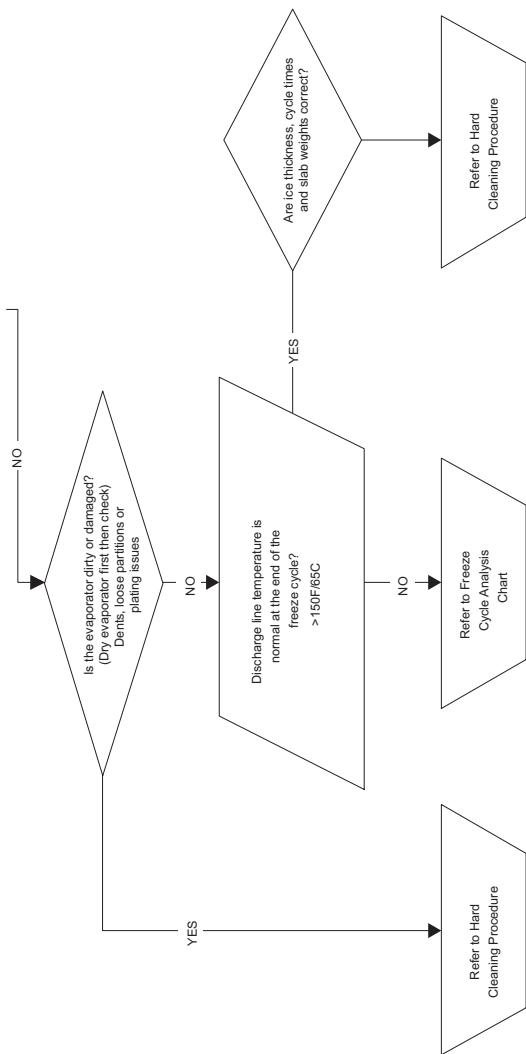 NO
Is the evaporator dirty or damaged?
(Dry evaporator first then check)
Dents, loose partitions or
plating issues
YES
NO
Discharge line temperature is
normal at the end of the
freeze cycle?
>150F/65C
YES
Are ice thickness, cycle times
and slab weights correct?
NO
Refer to Hard
Cleaning Procedure
Refer to Freeze
Cycle Analysis
Chart
Refer to Hard
Cleaning Procedure